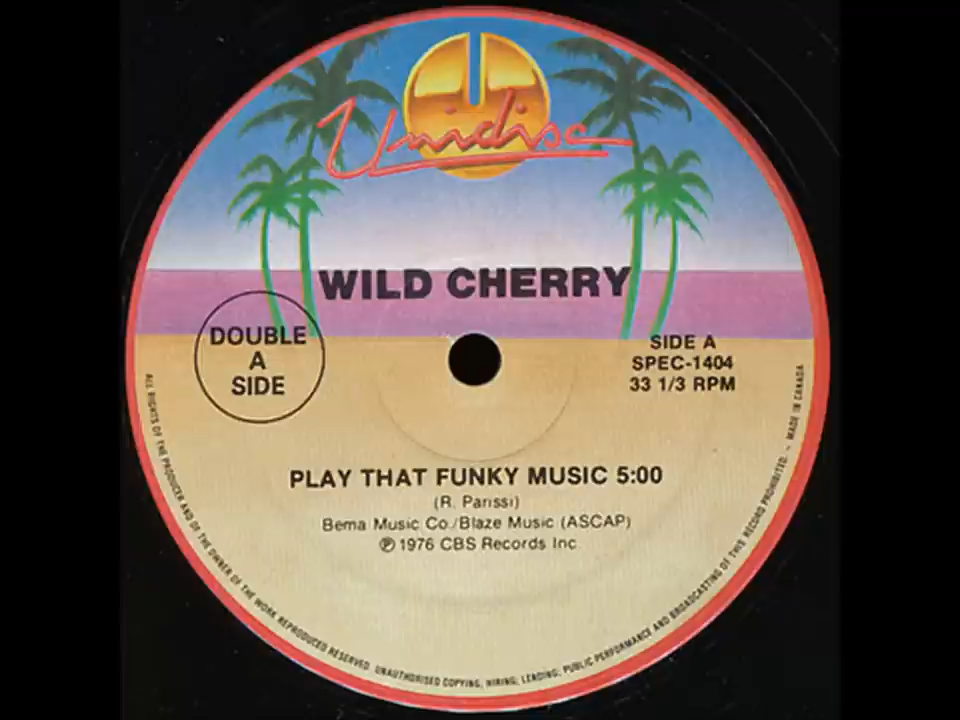 Unidisc
WILD CHERRY
DOUBLE
A
SIDE
SIDE A
SPEC-1404
33 1/3 RPM
PLAY THAT FUNKY MUSIC 5:00
(R. Parissi)
Bema Music Co./Blaze Music (ASCAP)
℗ 1976 CBS Records Inc
ALL RIGHTS OF THE PRODUCER AND OF THE OWNER OF THE WORK REPRODUCED RESERVED. UNAUTHORISED COPYING, HIRING, LENDING, PUBLIC PERFORMANCE AND BROADCASTING OF THIS RECORD PROHIBITED. - MADE IN CANADA